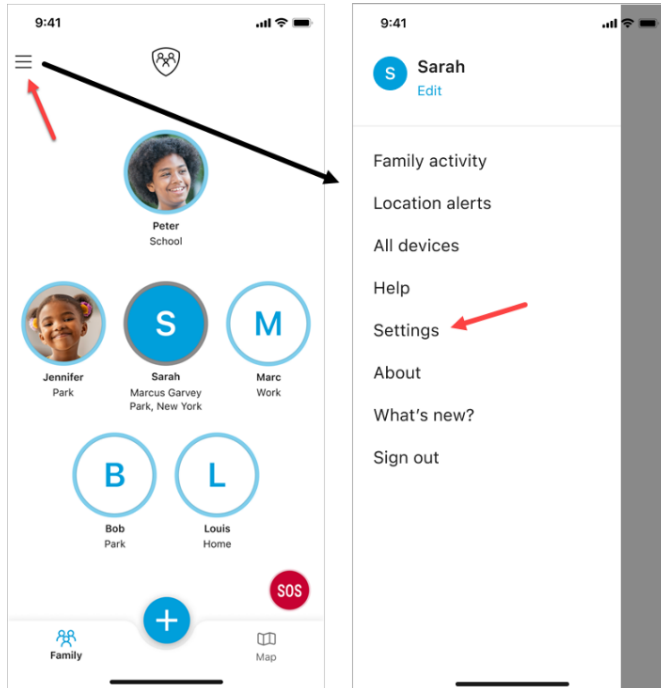 9:41
Peter
School
Jennifer
Park
S
Sarah
Marcus Garvey
Park, New York
M
Marc
Work
B
Bob
Park
L
Louis
Home
SOS
+
Family
Map
9:41
S
Sarah
Edit
Family activity
Location alerts
All devices
Help
Settings
About
What's new?
Sign out